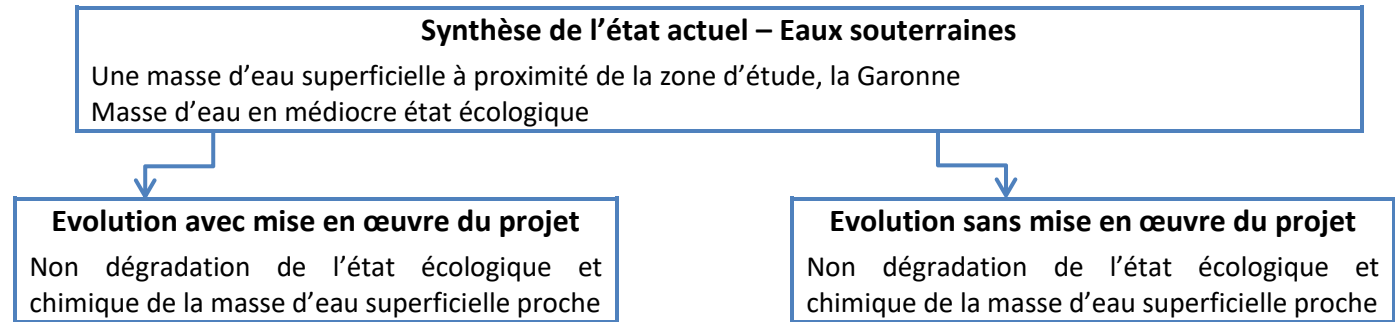 Synthèse de l’état actuel – Eaux souterraines
Une masse d’eau superficielle à proximité de la zone d’étude, la Garonne
Masse d’eau en médiocre état écologique
Evolution avec mise en œuvre du projet
Non dégradation de l’état écologique et
chimique de la masse d’eau superficielle proche
Evolution sans mise en œuvre du projet
Non dégradation de l’état écologique et
chimique de la masse d’eau superficielle proche